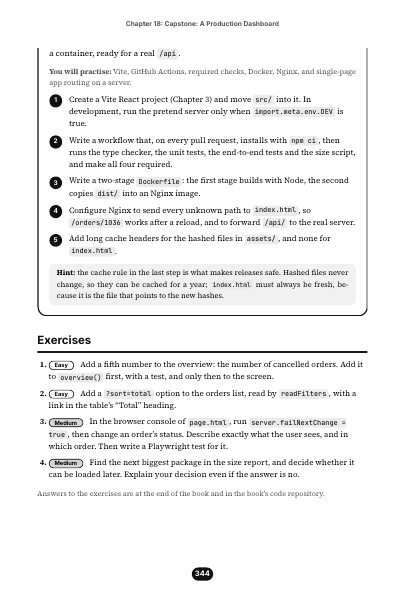 Chapter 18: Capstone: A Production Dashboard
a container, ready for a real /api .
You will practise: Vite, GitHub Actions, required checks, Docker, Nginx, and single-page
app routing on a server.
1 Create a Vite React project (Chapter 3) and move src/ into it. In
development, run the pretend server only when import.meta.env.DEV is
true.
2 Write a workflow that, on every pull request, installs with npm ci , then
runs the type checker, the unit tests, the end-to-end tests and the size script,
and make all four required.
3 Write a two-stage Dockerfile : the first stage builds with Node, the second
copies dist/ into an Nginx image.
4 Configure Nginx to send every unknown path to index.html , so
/orders/1036 works after a reload, and to forward /api/ to the real server.
5 Add long cache headers for the hashed files in assets/ , and none for
index.html .
Hint: the cache rule in the last step is what makes releases safe. Hashed files never
change, so they can be cached for a year; index.html must always be fresh, be-
cause it is the file that points to the new hashes.
Exercises
1. Easy Add a fifth number to the overview: the number of cancelled orders. Add it
to overview() first, with a test, and only then to the screen.
2. Easy Add a ?sort=total option to the orders list, read by readFilters , with a
link in the table's “Total” heading.
3. Medium In the browser console of page.html , run server.failNextChange =
true , then change an order's status. Describe exactly what the user sees, and in
which order. Then write a Playwright test for it.
4. Medium Find the next biggest package in the size report, and decide whether it
can be loaded later. Explain your decision even if the answer is no.
Answers to the exercises are at the end of the book and in the book's code repository.
344